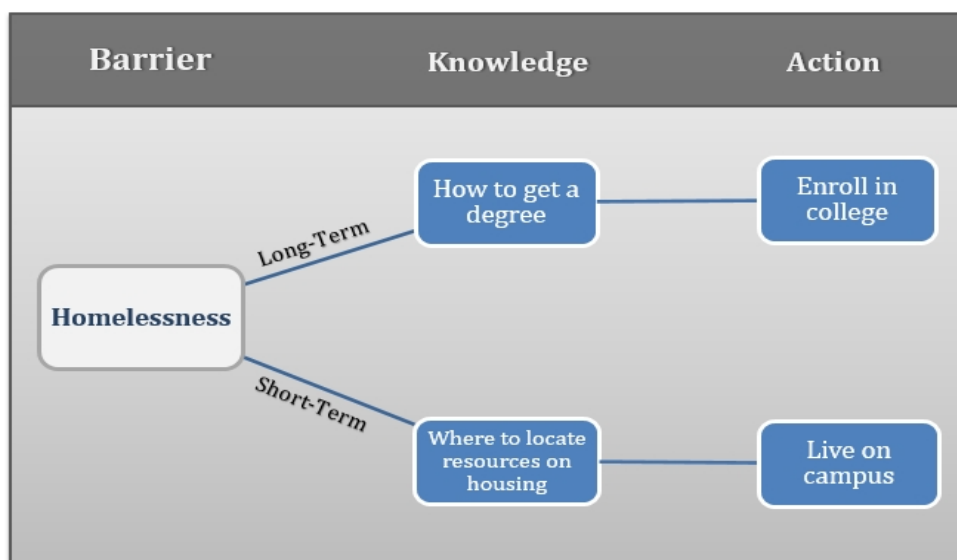 Barrier
Knowledge
Action
Homelessness
Long-Term
How to get a
degree
Enroll in
college
Short-Term
Where to locate
resources on
housing
Live on
campus